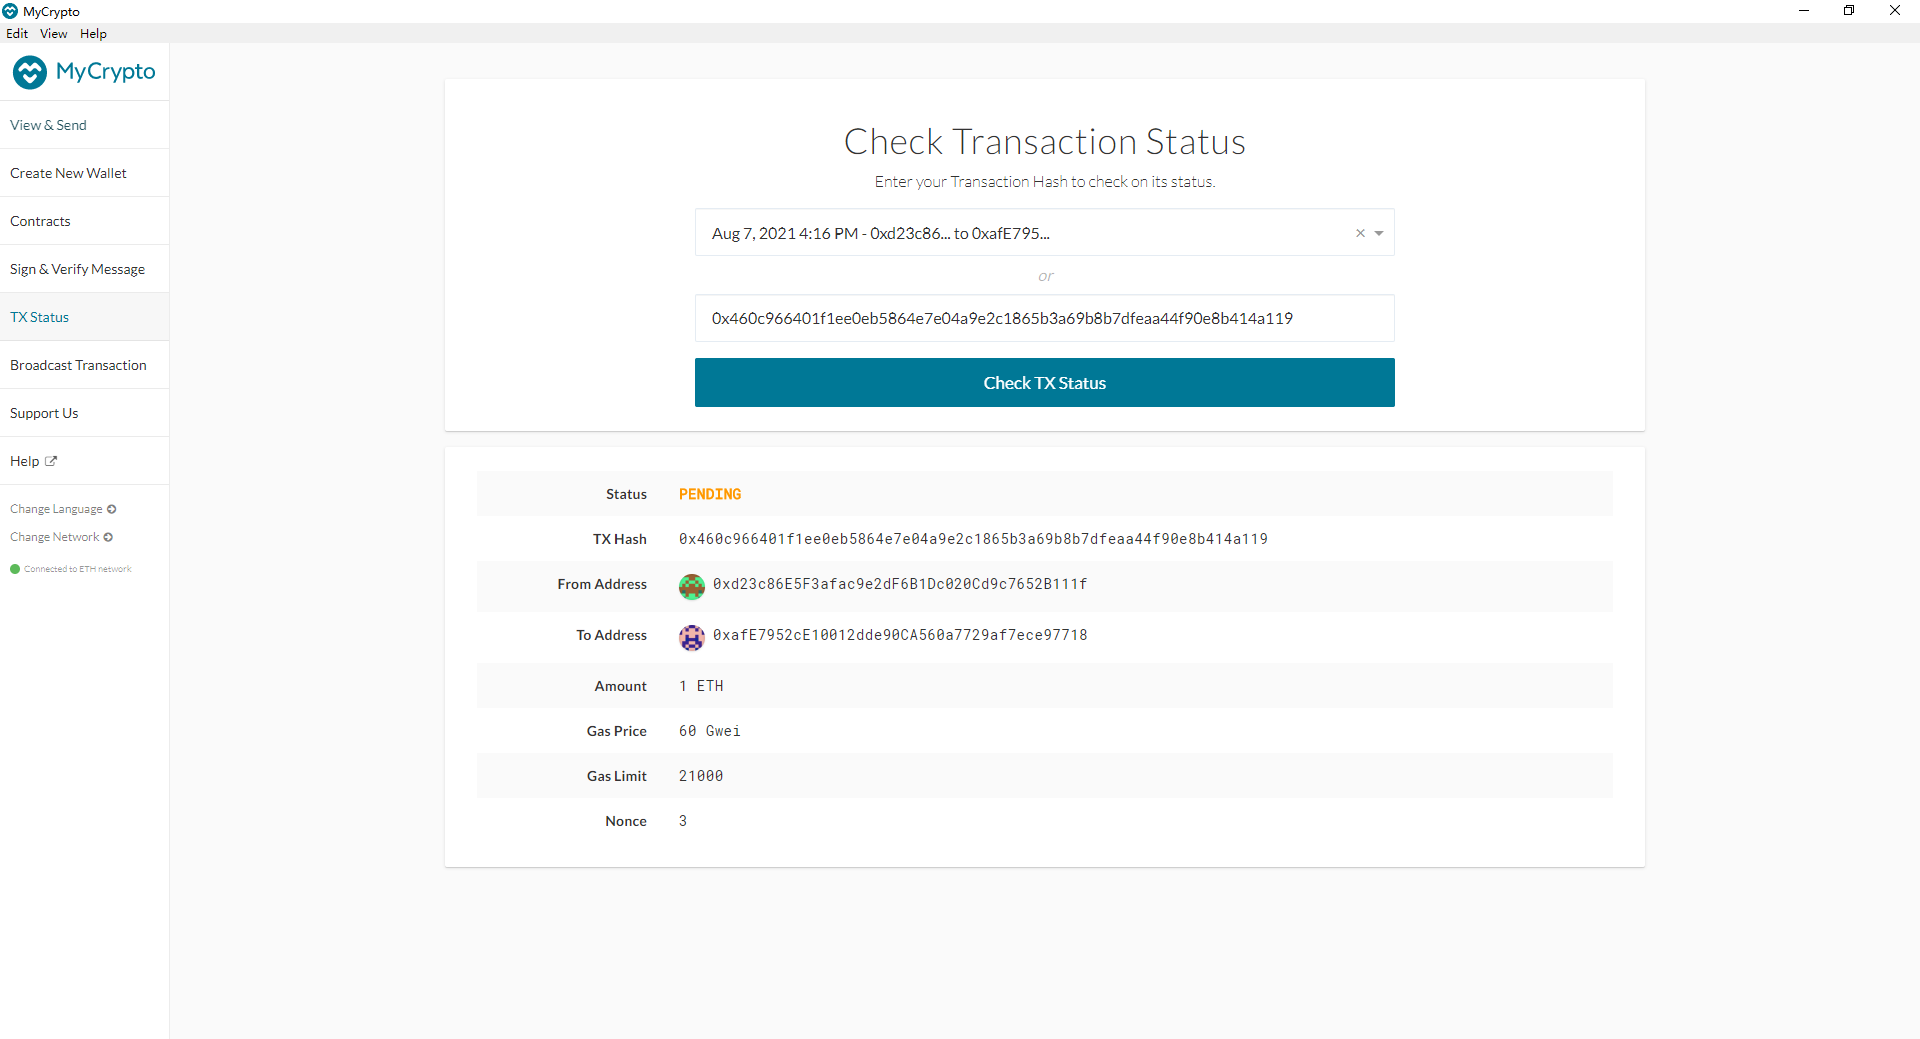 MyCrypto
Edit View Help
MyCrypto
View & Send
Create New Wallet
Contracts
Sign & Verify Message
TX Status
Broadcast Transaction
Support Us
Help
Change Language
Change Network
Connected to ETH network
Check Transaction Status
Enter your Transaction Hash to check on its status.
Aug 7, 2021 4:16 PM - 0xd23c86... to 0xafE795...
or
0x460c966401f1ee0eb5864e7e04a9e2c1865b3a69b8b7dfeaa44f90e8b414a119
Check TX Status
Status PENDING
TX Hash 0x460c966401f1ee0eb5864e7e04a9e2c1865b3a69b8b7dfeaa44f90e8b414a119
From Address 0xd23c86E5F3afac9e2dF6B1Dc020Cd9c7652B111f
To Address 0xafE7952cE10012dde90CA560a7729af7ece97718
Amount 1 ETH
Gas Price 60 Gwei
Gas Limit 21000
Nonce 3